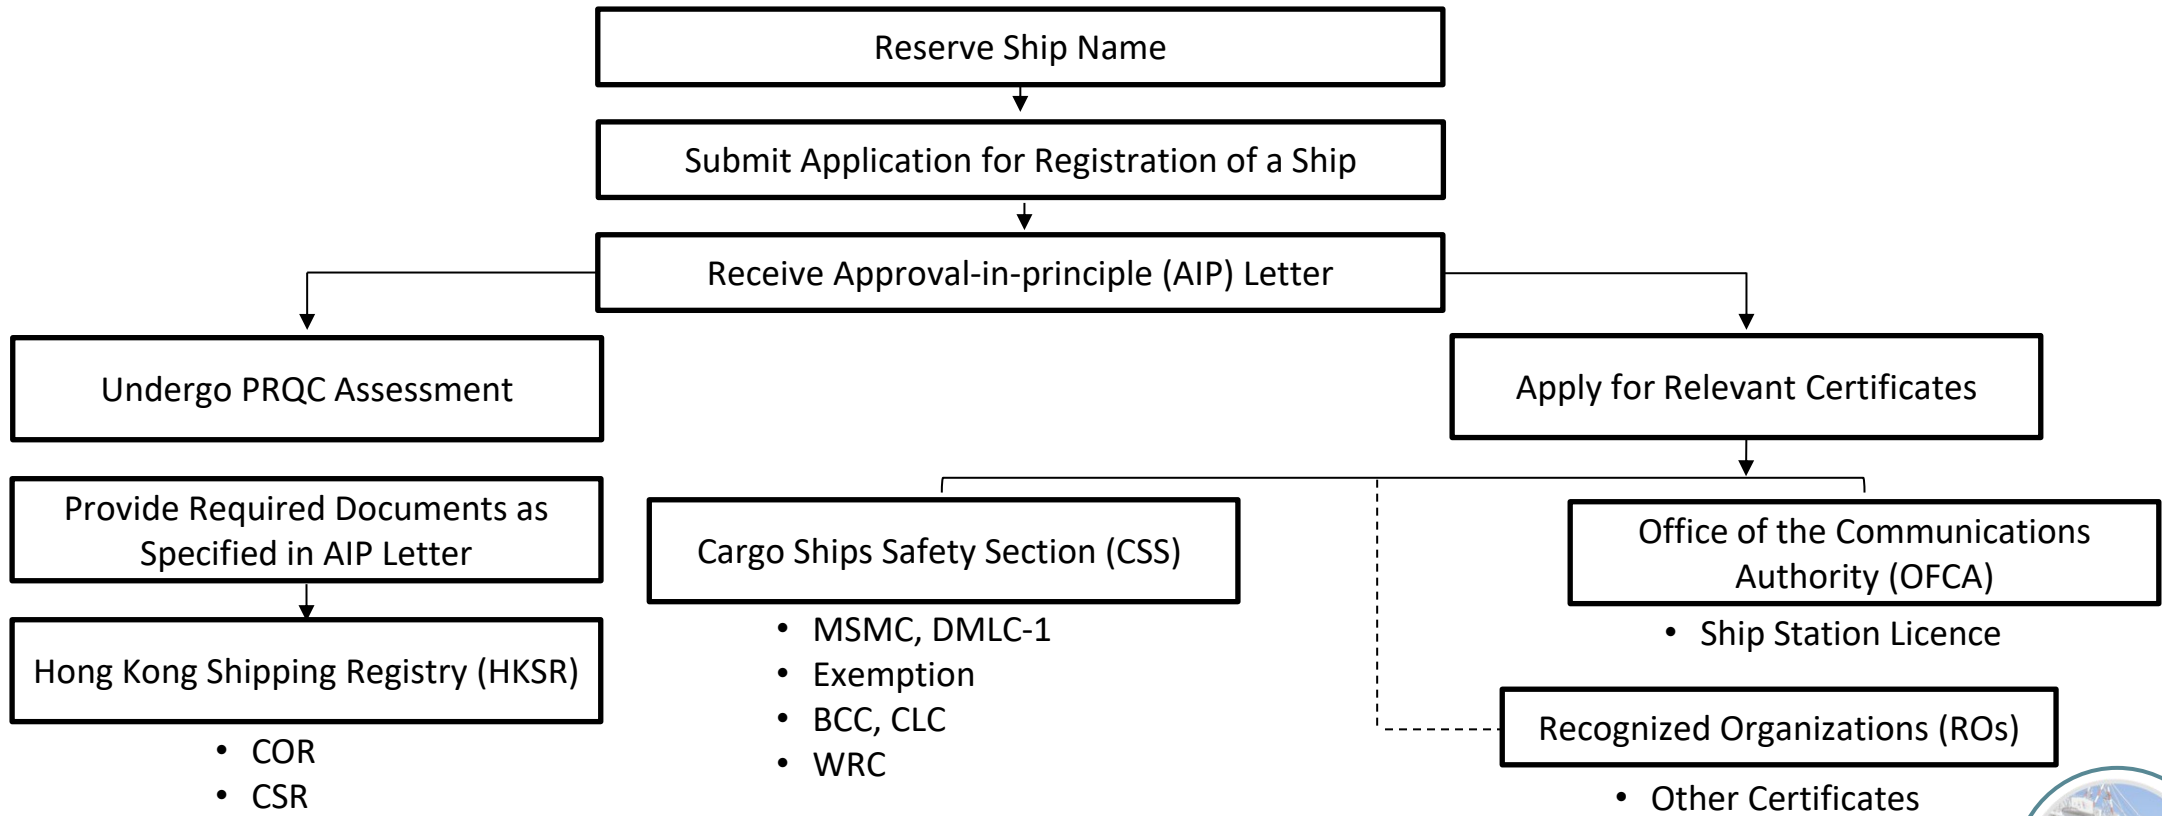 Reserve Ship Name
Submit Application for Registration of a Ship
Receive Approval-in-principle (AIP) Letter
Undergo PRQC Assessment
Provide Required Documents as
Specified in AIP Letter
Hong Kong Shipping Registry (HKSR)
• COR
• CSR
Apply for Relevant Certificates
Cargo Ships Safety Section (CSS)
• MSMC, DMLC-1
• Exemption
• BCC, CLC
• WRC
Office of the Communications
Authority (OFCA)
• Ship Station Licence
Recognized Organizations (ROs)
• Other Certificates